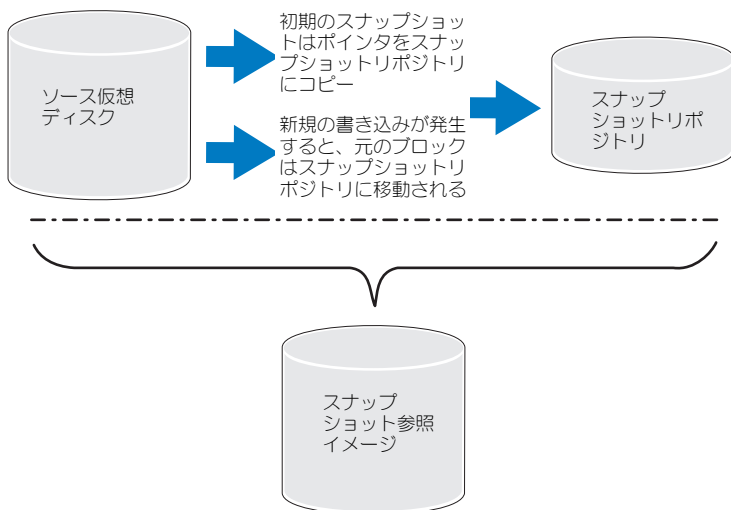 初期のスナップショッ
トはポインタをスナッ
プショットリポジトリ
にコピー
ソース仮想
ディスク
スナップ
ショットリポ
ジトリ
新規の書き込みが発生
すると、元のブロック
はスナップショットリ
ポジトリに移動される
スナップ
ショット参照
イメージ